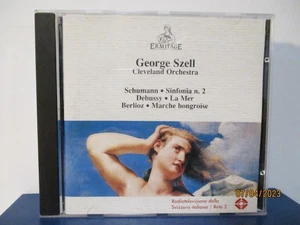 ERMITAGE
George Szell
Cleveland Orchestra
Schumann • Sinfonia n. 2
Debussy • La Mer
Berlioz • Marche hongroise
Radiotelevisione della
Svizzera italiana / Rete 2